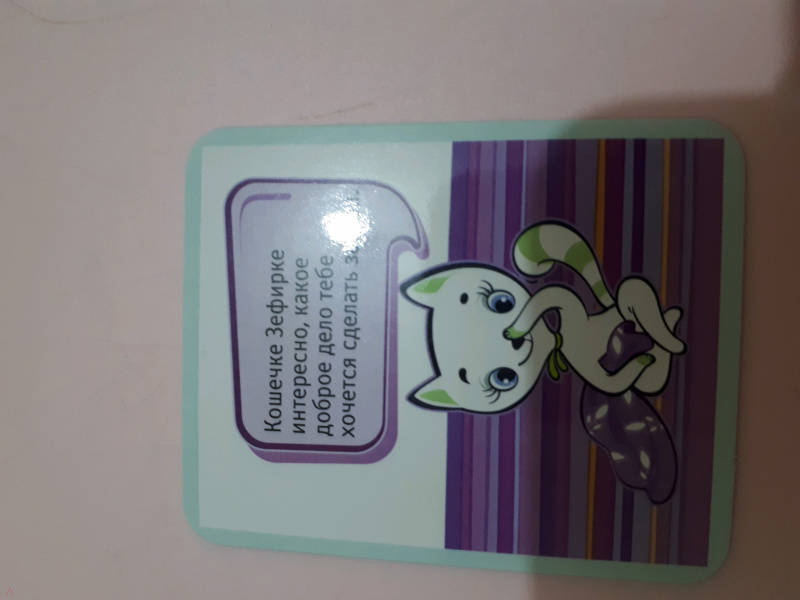 Кошечке Зефирке
интересно, какое
доброе дело тебе
хочется сделать